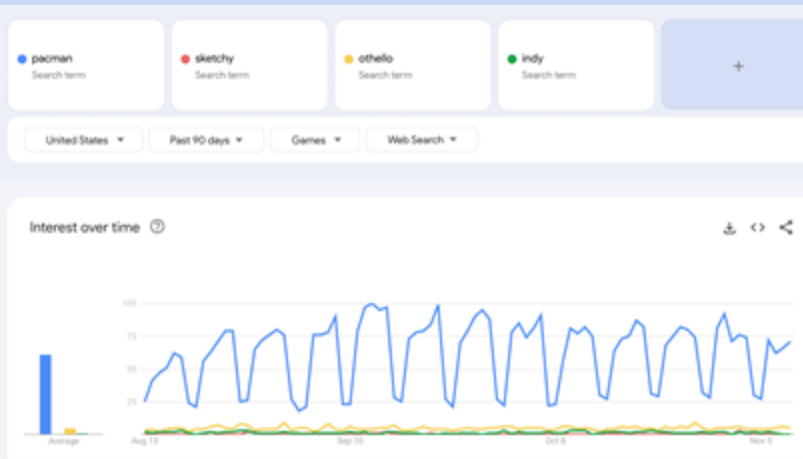 pacman
Search term
sketchy
Search term
othello
Search term
indy
Search term
+
United States
Past 90 days
Games
Web Search
Interest over time
100
75
50
25
Average
Aug 13
Sep 10
Oct 8
Nov 5